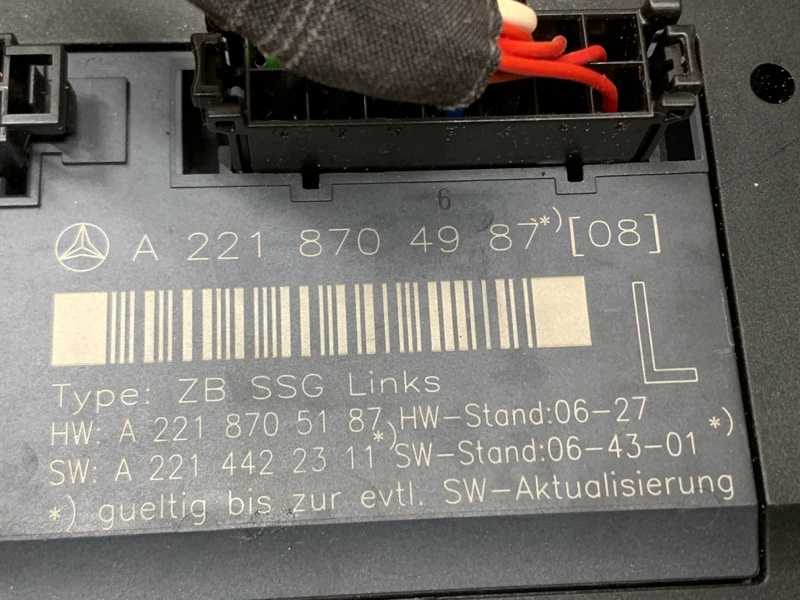 6
A 221 870 49 87*) [08]
L
Type: ZB SSG Links
HW: A 221 870 51 87 HW-Stand:06-27
SW: A 221 442 23 11*) SW-Stand:06-43-01 *)
*) gueltig bis zur evtl. SW-Aktualisierung